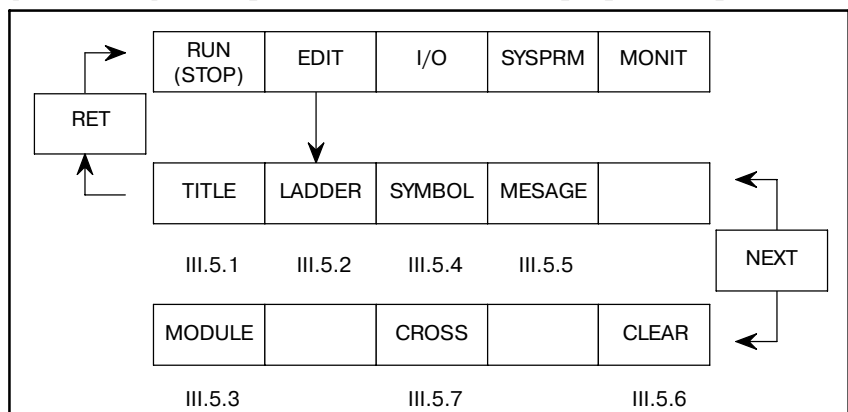 RUN
(STOP)
EDIT
I/O
SYSPRM
MONIT
RET
TITLE
LADDER
SYMBOL
MESAGE
III.5.1
III.5.2
III.5.4
III.5.5
NEXT
MODULE
CROSS
CLEAR
III.5.3
III.5.7
III.5.6